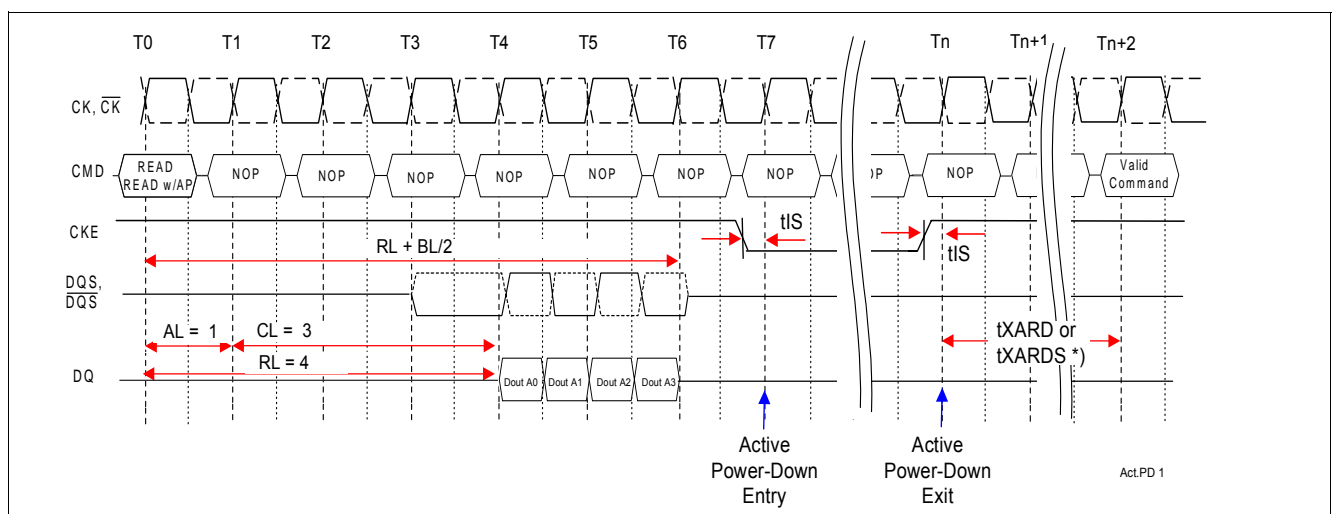 T0 T1 T2 T3 T4 T5 T6 T7 Tn Tn+1 Tn+2
CK, CK
CMD READ NOP NOP NOP NOP NOP NOP NOP OP NOP Valid
READ w/AP Command
CKE tIS tIS
RL + BL/2
DQS,
DQS
AL = 1 CL = 3 tXARD or
RL = 4 tXARDS *)
DQ Dout A0 Dout A1 Dout A2 Dout A3
Active Active
Power-Down Power-Down
Entry Exit
Act.PD 1